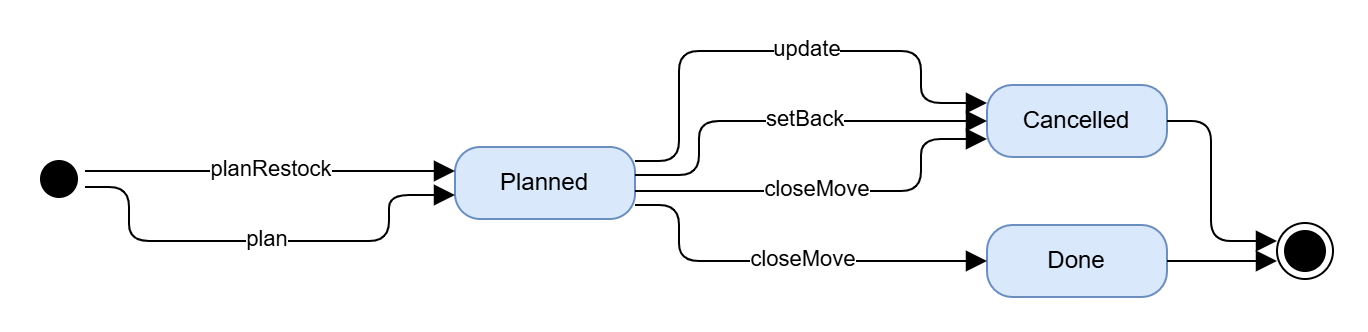 update
setBack
Cancelled
planRestock
Planned
closeMove
plan
closeMove
Done